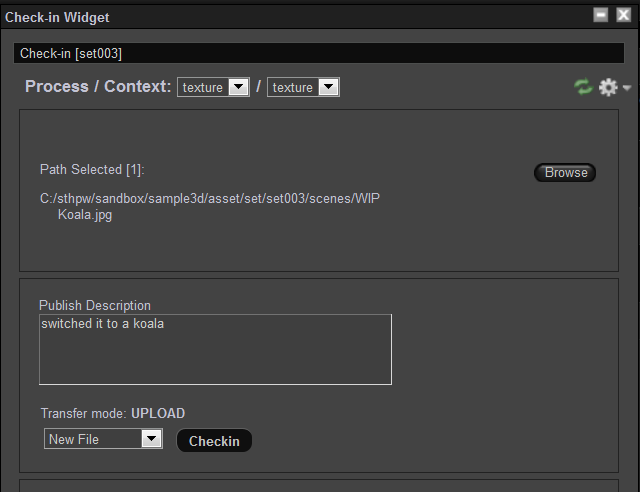 Check-in Widget
Check-in [set003]
Process / Context: texture / texture
Path Selected [1]:
Browse
C:/sthpw/sandbox/sample3d/asset/set/set003/scenes/WIP
Koala.jpg
Publish Description
switched it to a koala
Transfer mode: UPLOAD
New File
Checkin